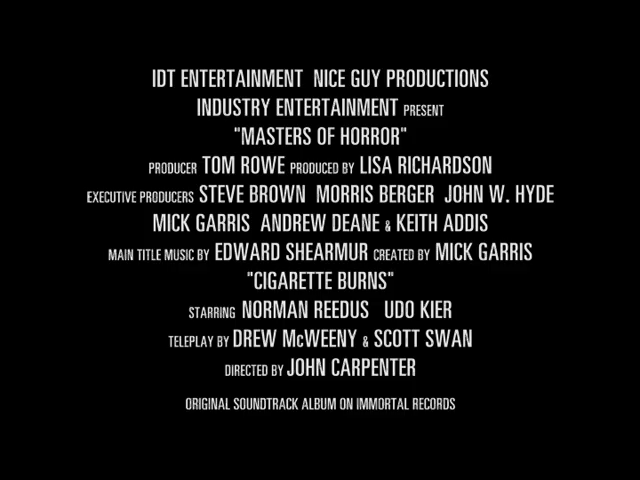 IDT ENTERTAINMENT NICE GUY PRODUCTIONS
INDUSTRY ENTERTAINMENT PRESENT
"MASTERS OF HORROR"
PRODUCER TOM ROWE PRODUCED BY LISA RICHARDSON
EXECUTIVE PRODUCERS STEVE BROWN MORRIS BERGER JOHN W. HYDE
MICK GARRIS ANDREW DEANE & KEITH ADDIS
MAIN TITLE MUSIC BY EDWARD SHEARMUR CREATED BY MICK GARRIS
"CIGARETTE BURNS"
STARRING NORMAN REEDUS UDO KIER
TELEPLAY BY DREW McWEENY & SCOTT SWAN
DIRECTED BY JOHN CARPENTER
ORIGINAL SOUNDTRACK ALBUM ON IMMORTAL RECORDS